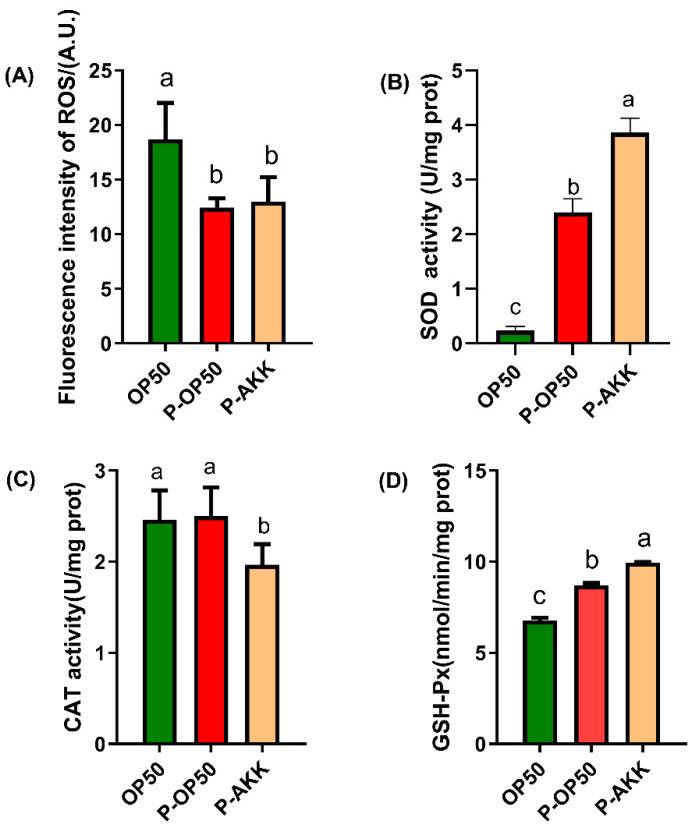 (A)
Fluorescence intensity of ROS/(A.U.)
25
20
15
10
5
0
a
b
b
OP50
P-OP50
P-AKK
(B)
SOD activity (U/mg prot)
5
4
3
2
1
0
c
b
a
OP50
P-OP50
P-AKK
(C)
CAT activity(U/mg prot)
3
2
1
0
a
a
b
OP50
P-OP50
P-AKK
(D)
GSH-Px(nmol/min/mg prot)
15
10
5
0
c
b
a
OP50
P-OP50
P-AKK